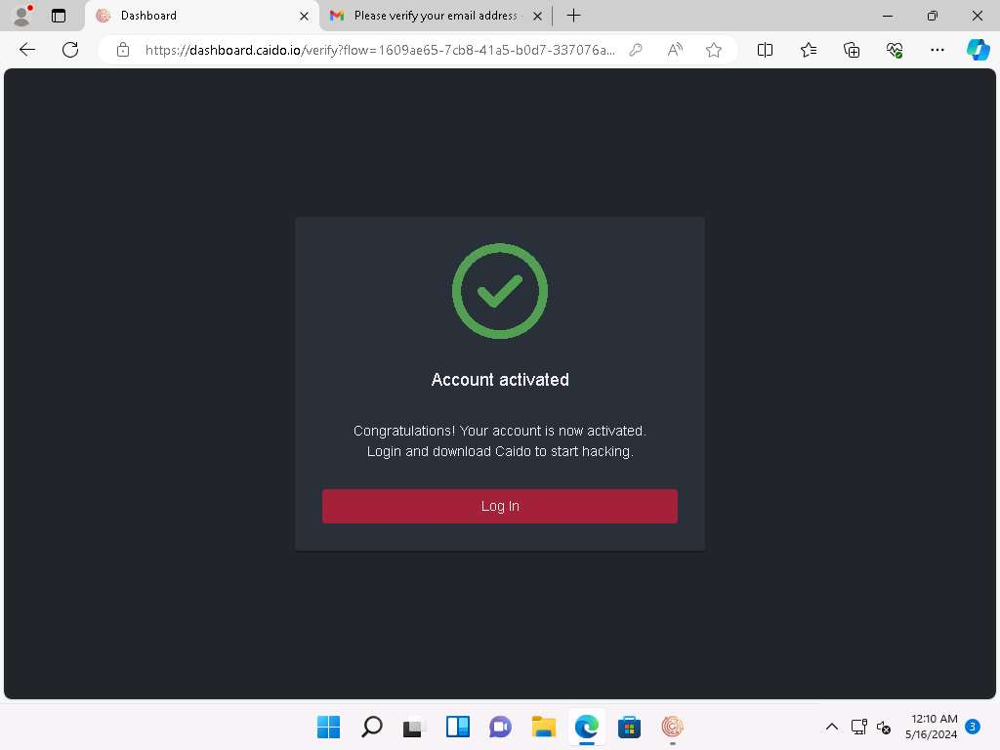 Dashboard
Please verify your email address
https://dashboard.caido.io/verify?flow=1609ae65-7cb8-41a5-b0d7-337076a...
Account activated
Congratulations! Your account is now activated.
Login and download Caido to start hacking.
Log In
12:10 AM
5/16/2024
3